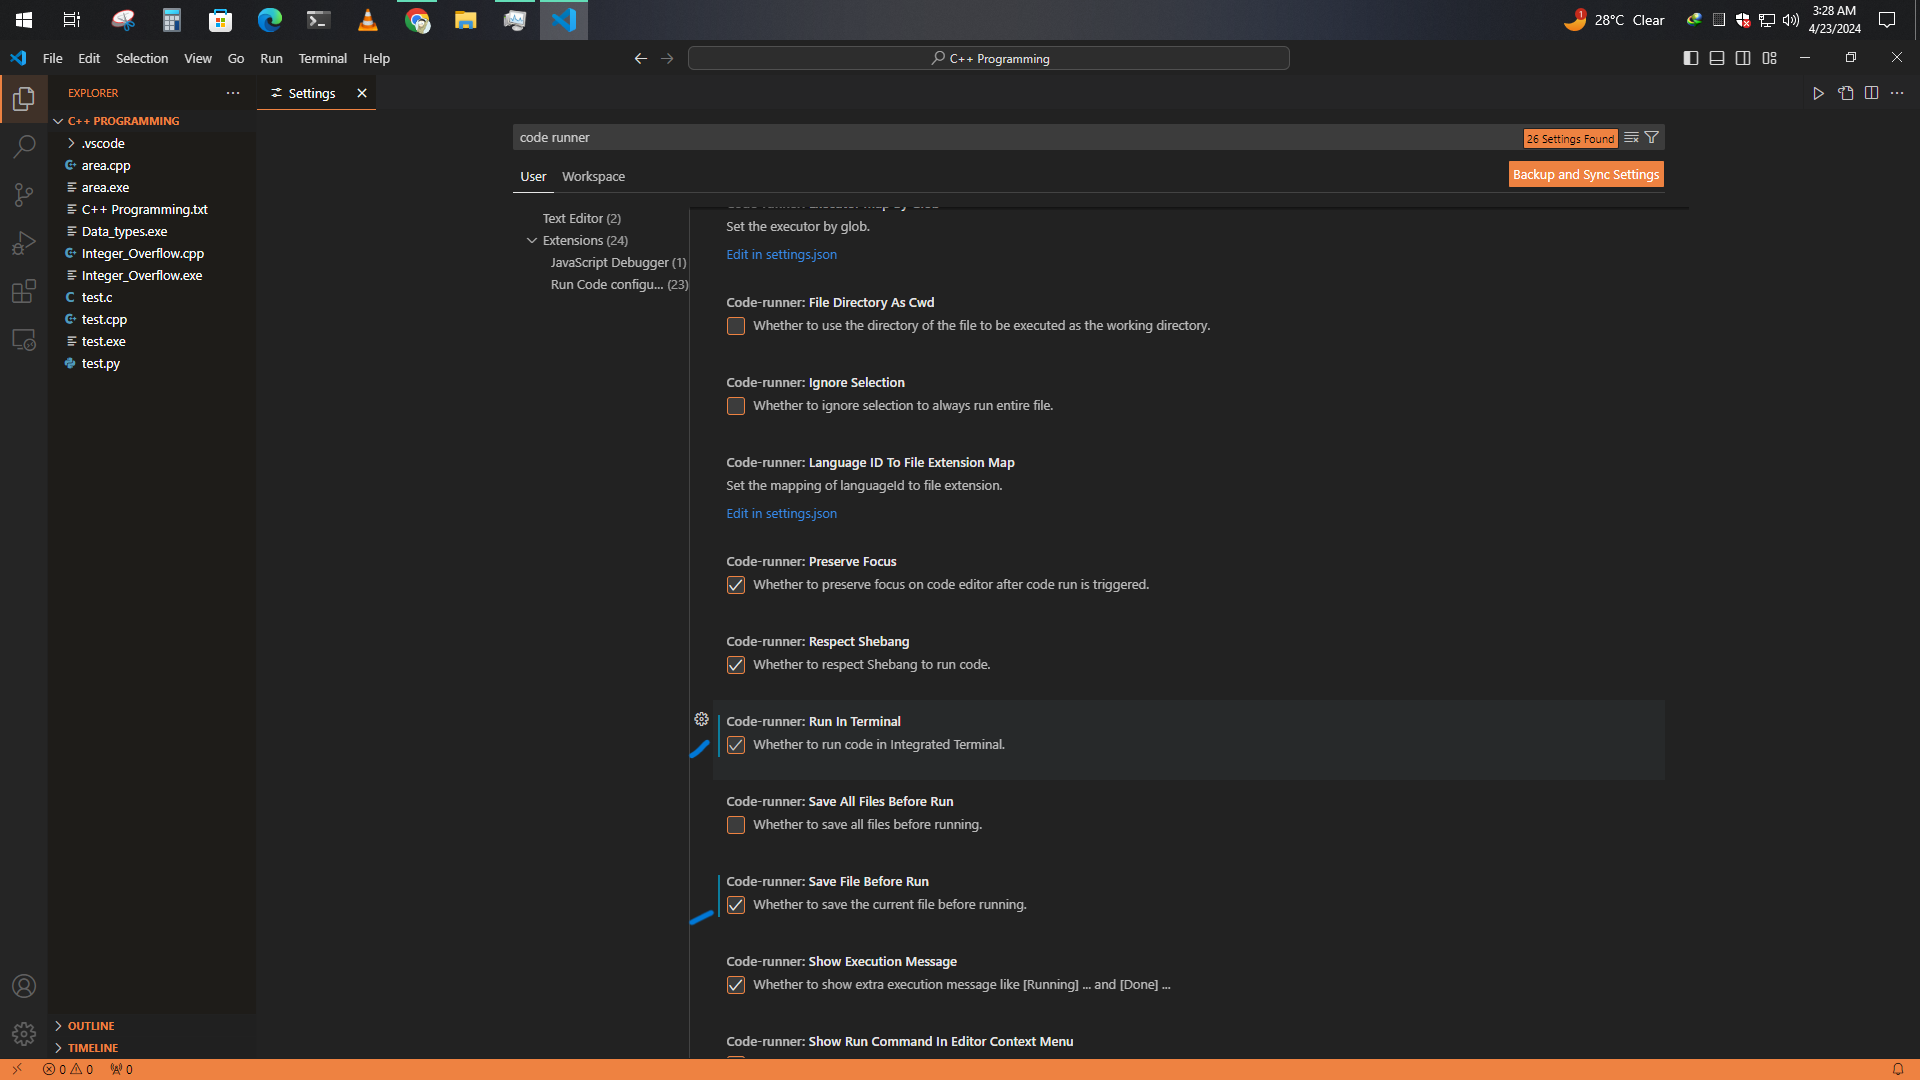 28°C Clear
3:28 AM
4/23/2024
File Edit Selection View Go Run Terminal Help
C++ Programming
EXPLORER
Settings
C++ PROGRAMMING
.vscode
area.cpp
area.exe
C++ Programming.txt
Data_types.exe
Integer_Overflow.cpp
Integer_Overflow.exe
test.c
test.cpp
test.exe
test.py
OUTLINE
TIMELINE
code runner
26 Settings Found
User Workspace
Backup and Sync Settings
Text Editor (2)
Extensions (24)
JavaScript Debugger (1)
Run Code configu... (23)
Set the executor by glob.
Edit in settings.json
Code-runner: File Directory As Cwd
Whether to use the directory of the file to be executed as the working directory.
Code-runner: Ignore Selection
Whether to ignore selection to always run entire file.
Code-runner: Language ID To File Extension Map
Set the mapping of languageId to file extension.
Edit in settings.json
Code-runner: Preserve Focus
Whether to preserve focus on code editor after code run is triggered.
Code-runner: Respect Shebang
Whether to respect Shebang to run code.
Code-runner: Run In Terminal
Whether to run code in Integrated Terminal.
Code-runner: Save All Files Before Run
Whether to save all files before running.
Code-runner: Save File Before Run
Whether to save the current file before running.
Code-runner: Show Execution Message
Whether to show extra execution message like [Running] ... and [Done] ...
Code-runner: Show Run Command In Editor Context Menu
0 0 0